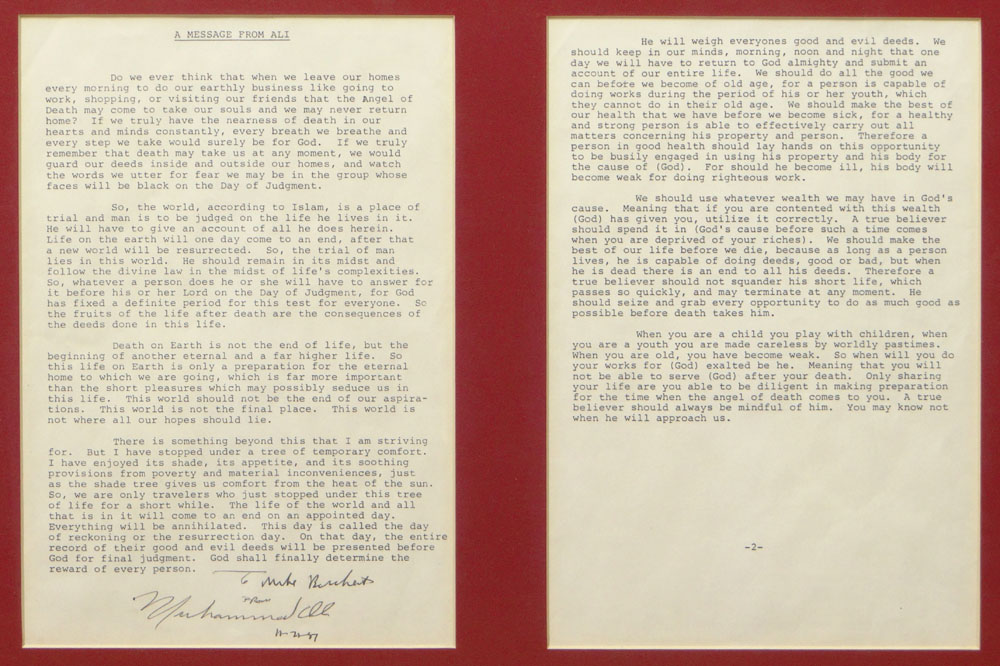 A MESSAGE FROM ALI
Do we ever think that when we leave our homes
every morning to do our earthly business like going to
work, shopping, or visiting our friends that the Angel of
Death may come to take our souls and we may never return
home? If we truly have the nearness of death in our
hearts and minds constantly, every breath we breathe and
every step we take would surely be for God. If we truly
remember that death may take us at any moment, we would
guard our deeds inside and outside our homes, and watch
the words we utter for fear we may be in the group whose
faces will be black on the Day of Judgment.
So, the world, according to Islam, is a place of
trial and man is to be judged on the life he lives in it.
He will have to give an account of all he does herein.
Life on the earth will one day come to an end, after that
a new world will be resurrected. So, the trial of man
lies in this world. He should remain in its midst and
follow the divine law in the midst of life's complexities.
So, whatever a person does he or she will have to answer for
it before his or her Lord on the Day of Judgment, for God
has fixed a definite period for this test for everyone. So
the fruits of the life after death are the consequences of
the deeds done in this life.
Death on Earth is not the end of life, but the
beginning of another eternal and a far higher life. So
this life on Earth is only a preparation for the eternal
home to which we are going, which is far more important
than the short pleasures which may possibly seduce us in
this life. This world should not be the end of our aspira-
tions. This world is not the final place. This world is
not where all our hopes should lie.
There is something beyond this that I am striving
for. But I have stopped under a tree of temporary comfort.
I have enjoyed its shade, its appetite, and its soothing
provisions from poverty and material inconveniences, just
as the shade tree gives us comfort from the heat of the sun.
So, we are only travelers who just stopped under this tree
of life for a short while. The life of the world and all
that is in it will come to an end on an appointed day.
Everything will be annihilated. This day is called the day
of reckoning or the resurrection day. On that day, the entire
record of their good and evil deeds will be presented before
God for final judgment. God shall finally determine the
reward of every person.
To Mike
Muhammad Ali
He will weigh everyones good and evil deeds. We
should keep in our minds, morning, noon and night that one
day we will have to return to God almighty and submit an
account of our entire life. We should do all the good we
can before we become of old age, for a person is capable of
doing works during the period of his or her youth, which
they cannot do in their old age. We should make the best of
our health that we have before we become sick, for a healthy
and strong person is able to effectively carry out all
matters concerning his property and person. Therefore a
person in good health should lay hands on this opportunity
to be busily engaged in using his property and his body for
the cause of (God). For should he become ill, his body will
become weak for doing righteous work.
We should use whatever wealth we may have in God's
cause. Meaning that if you are contented with this wealth
(God) has given you, utilize it correctly. A true believer
should spend it in (God's cause before such a time comes
when you are deprived of your riches). We should make the
best of our life before we die, because as long as a person
lives, he is capable of doing deeds, good or bad, but when
he is dead there is an end to all his deeds. Therefore a
true believer should not squander his short life, which
passes so quickly, and may terminate at any moment. He
should seize and grab every opportunity to do as much good as
possible before death takes him.
When you are a child you play with children, when
you are a youth you are made careless by worldly pastimes.
When you are old, you have become weak. So when will you do
your works for (God) exalted be he. Meaning that you will
not be able to serve (God) after your death. Only sharing
your life are you able to be diligent in making preparation
for the time when the angel of death comes to you. A true
believer should always be mindful of him. You may know not
when he will approach us.
-2-